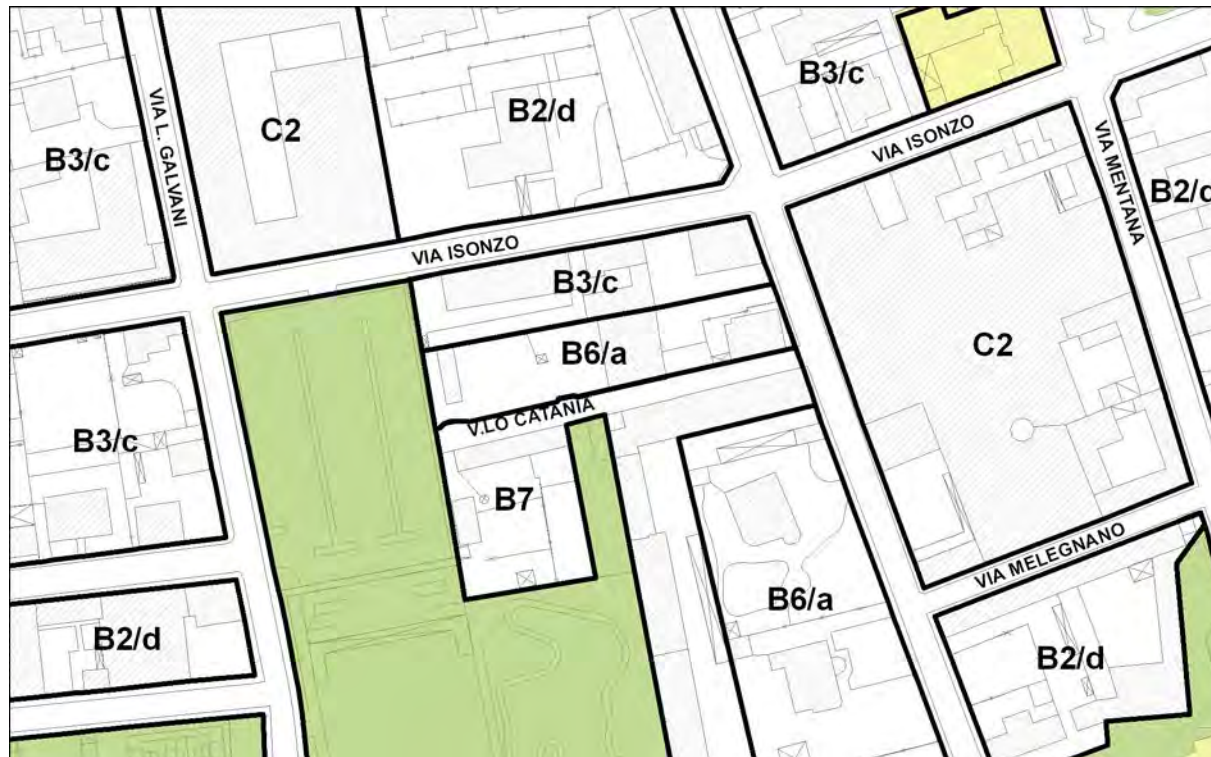 B3/c
VIA L. GALVANI
C2
B2/d
B3/c
VIA ISONZO
VIA MENTANA
B2/d
B3/c
VIA ISONZO
B3/c
B6/a
C2
V.LO CATANIA
B3/c
B7
B6/a
VIA MELEGNANO
B2/d
B2/d